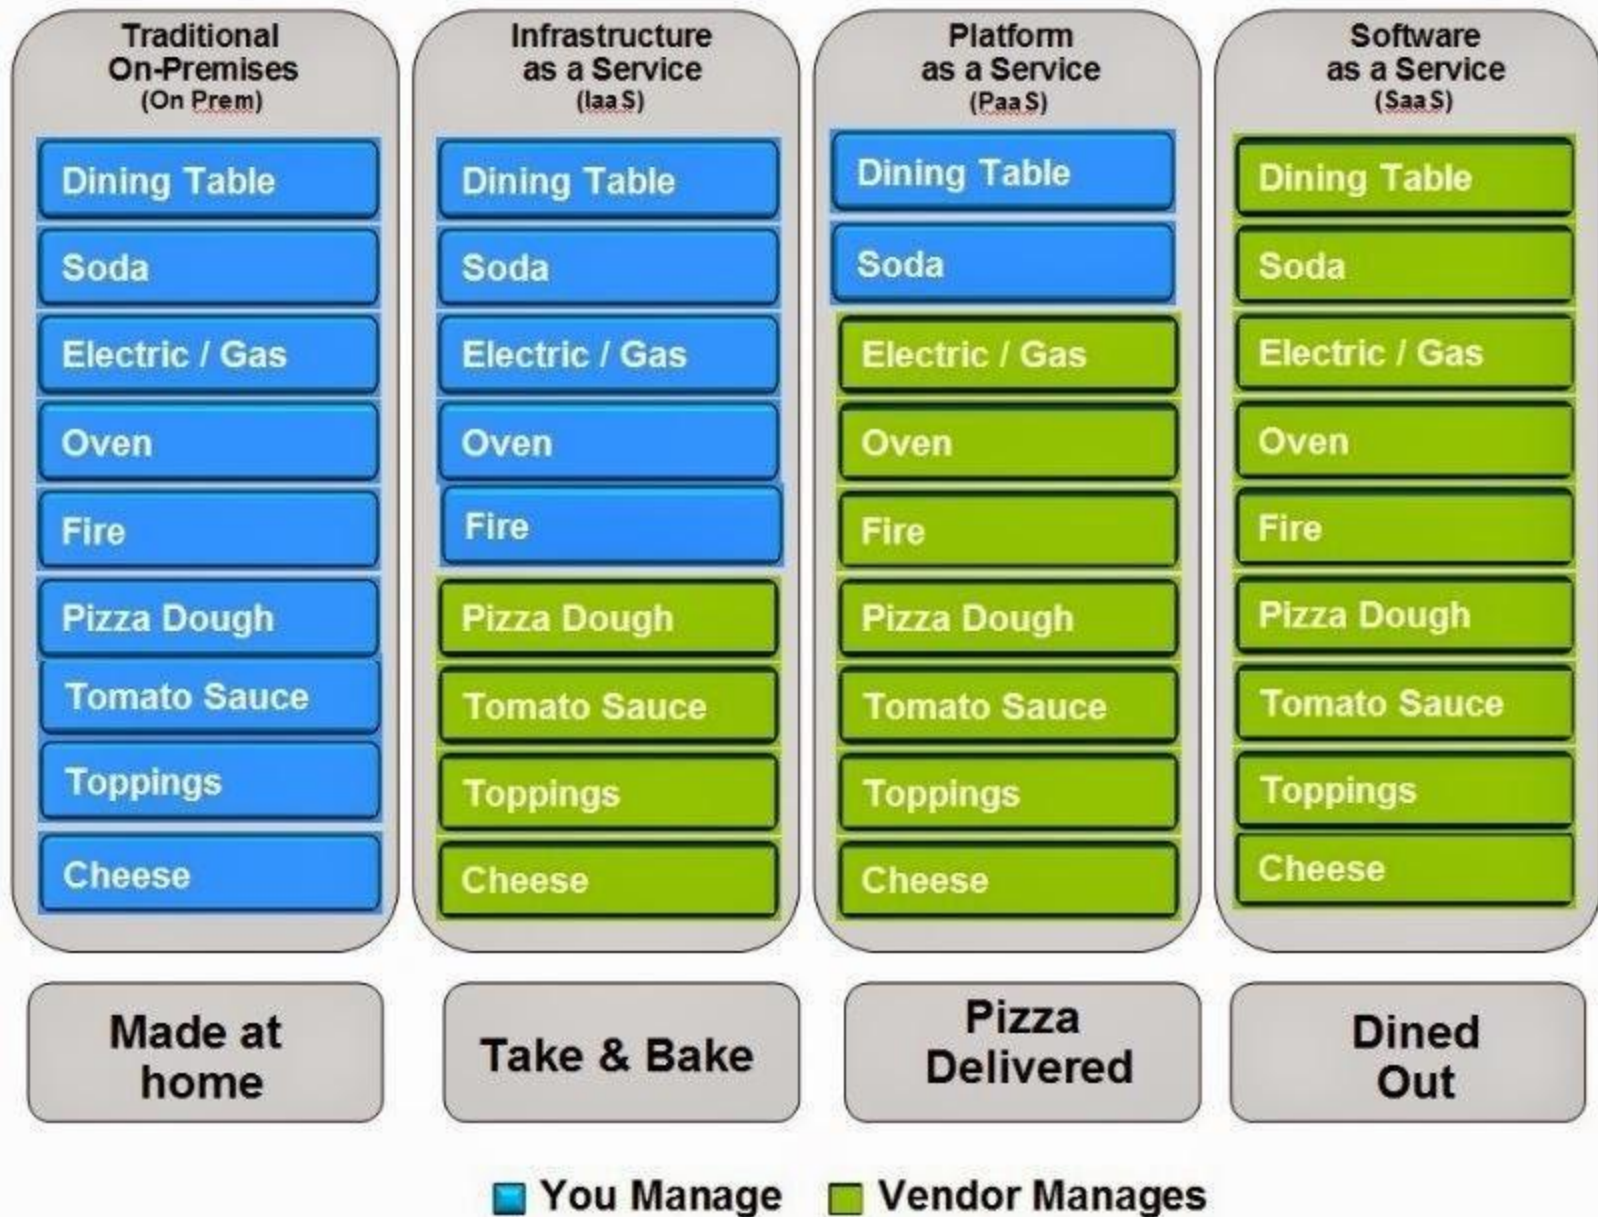 Traditional
On-Premises
(On Prem)
Dining Table
Soda
Electric / Gas
Oven
Fire
Pizza Dough
Tomato Sauce
Toppings
Cheese
Made at
home
Infrastructure
as a Service
(IaaS)
Dining Table
Soda
Electric / Gas
Oven
Fire
Pizza Dough
Tomato Sauce
Toppings
Cheese
Take & Bake
Platform
as a Service
(PaaS)
Dining Table
Soda
Electric / Gas
Oven
Fire
Pizza Dough
Tomato Sauce
Toppings
Cheese
Pizza
Delivered
Software
as a Service
(SaaS)
Dining Table
Soda
Electric / Gas
Oven
Fire
Pizza Dough
Tomato Sauce
Toppings
Cheese
Dined
Out
You Manage
Vendor Manages